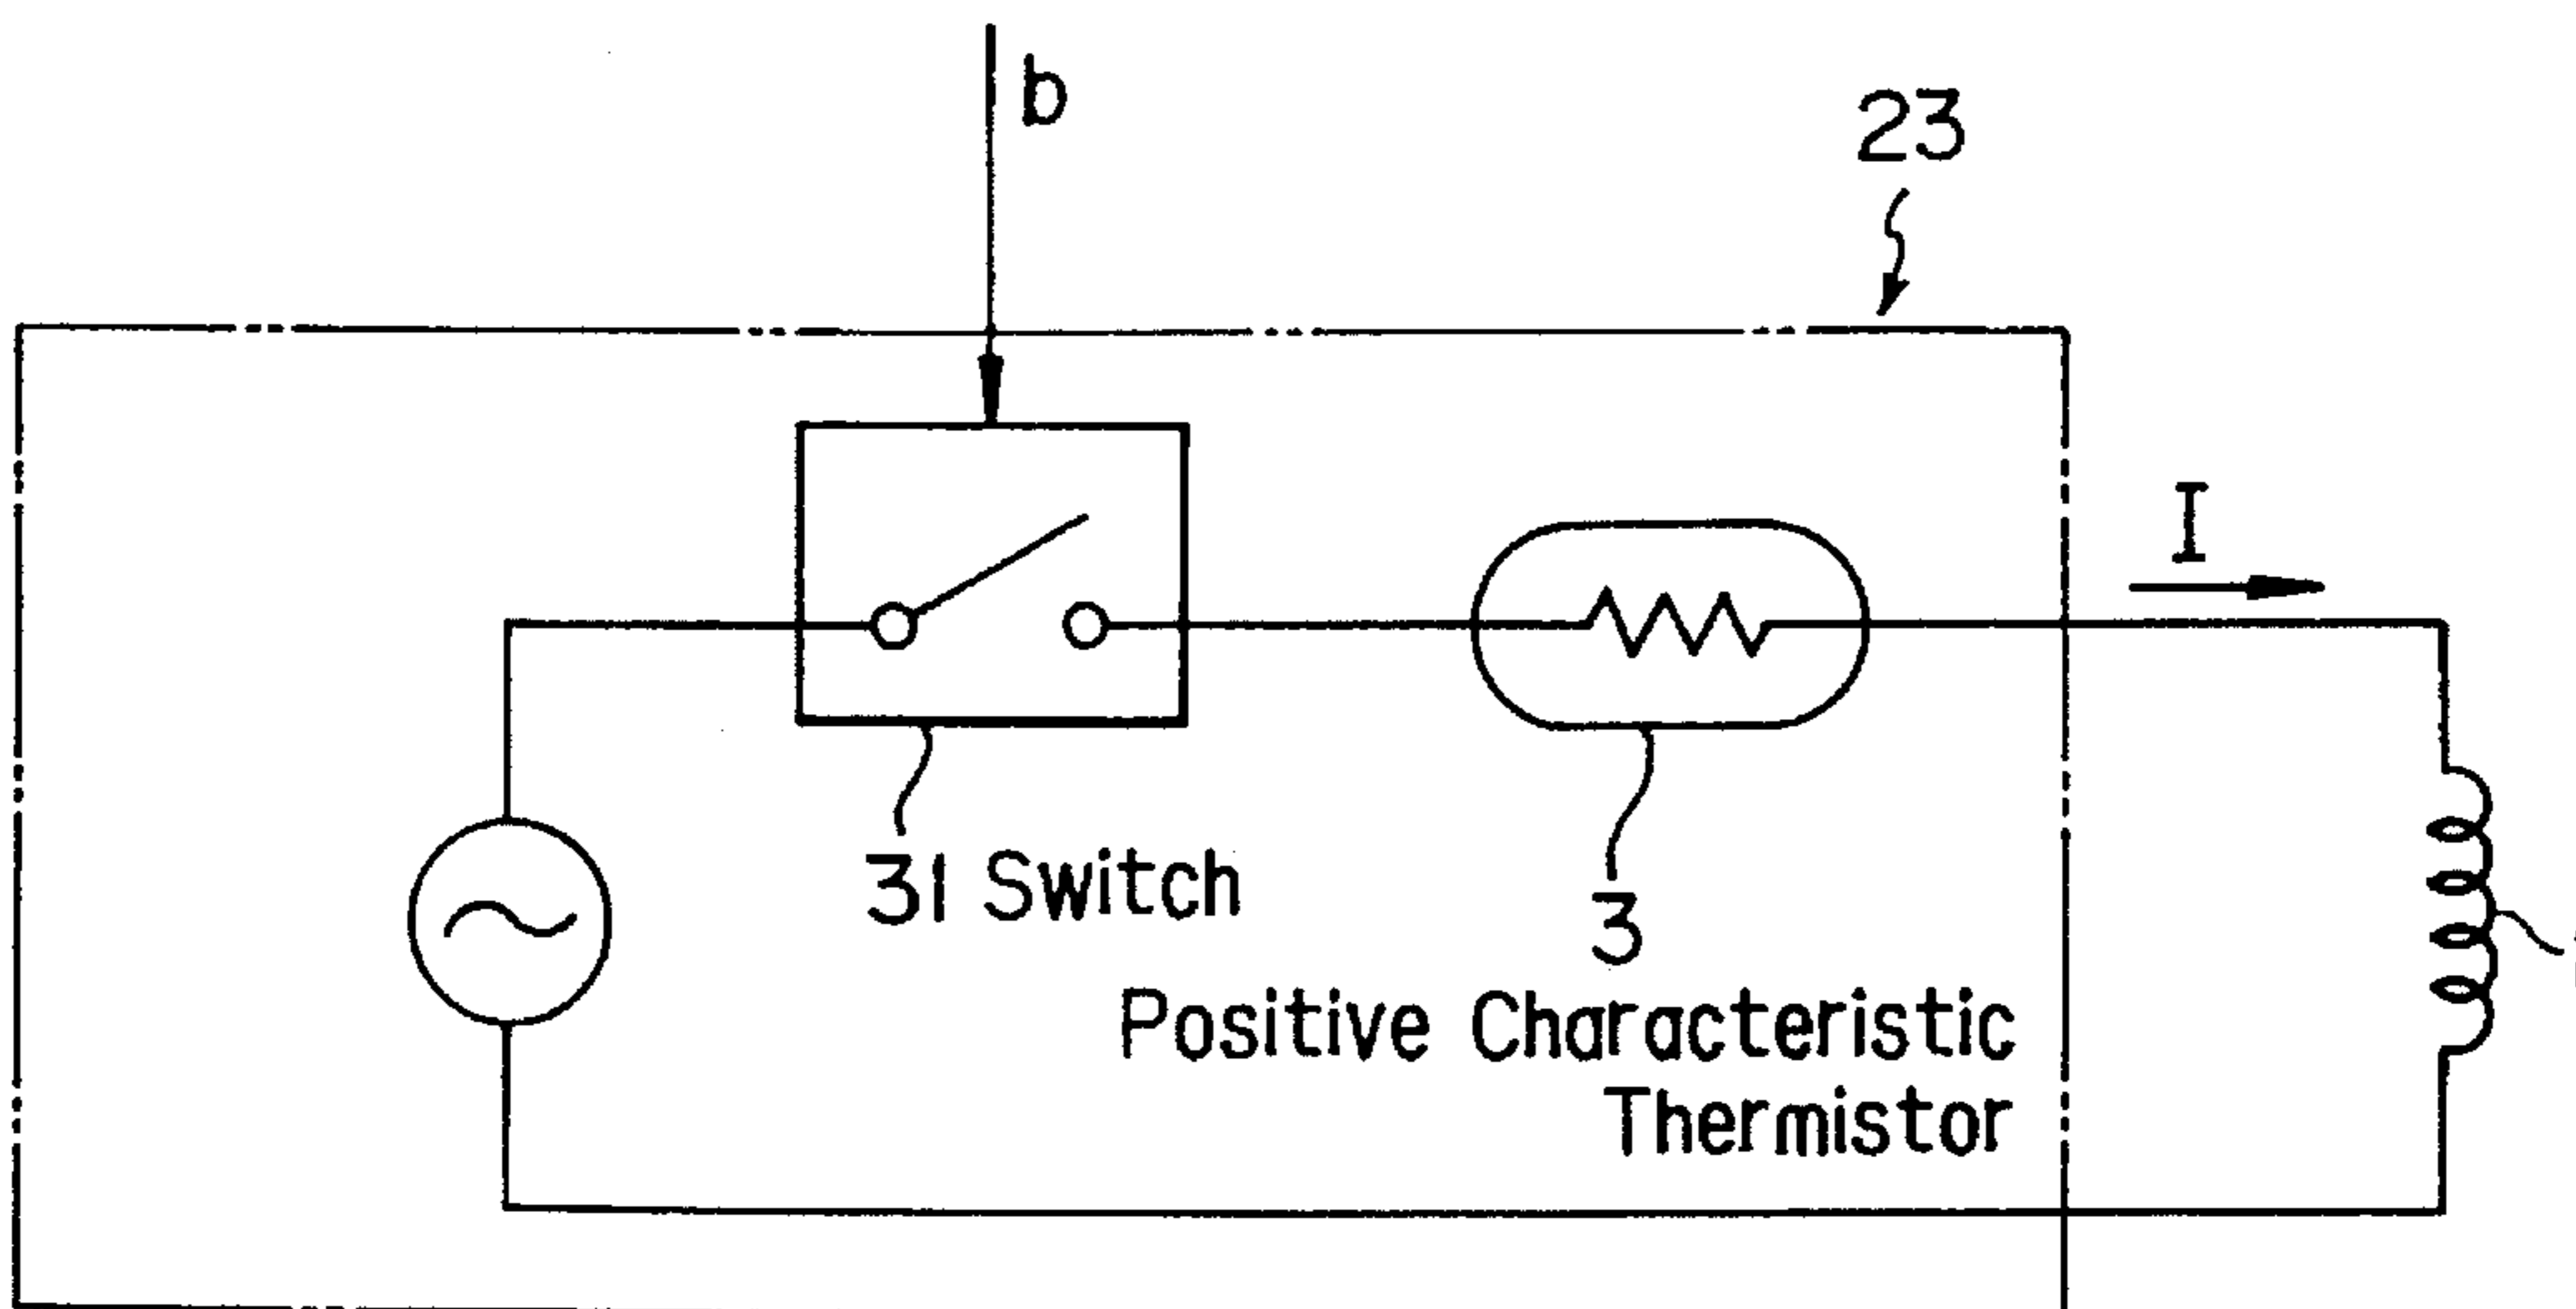 b
23
I
31 Switch
3
Positive Characteristic
Thermistor